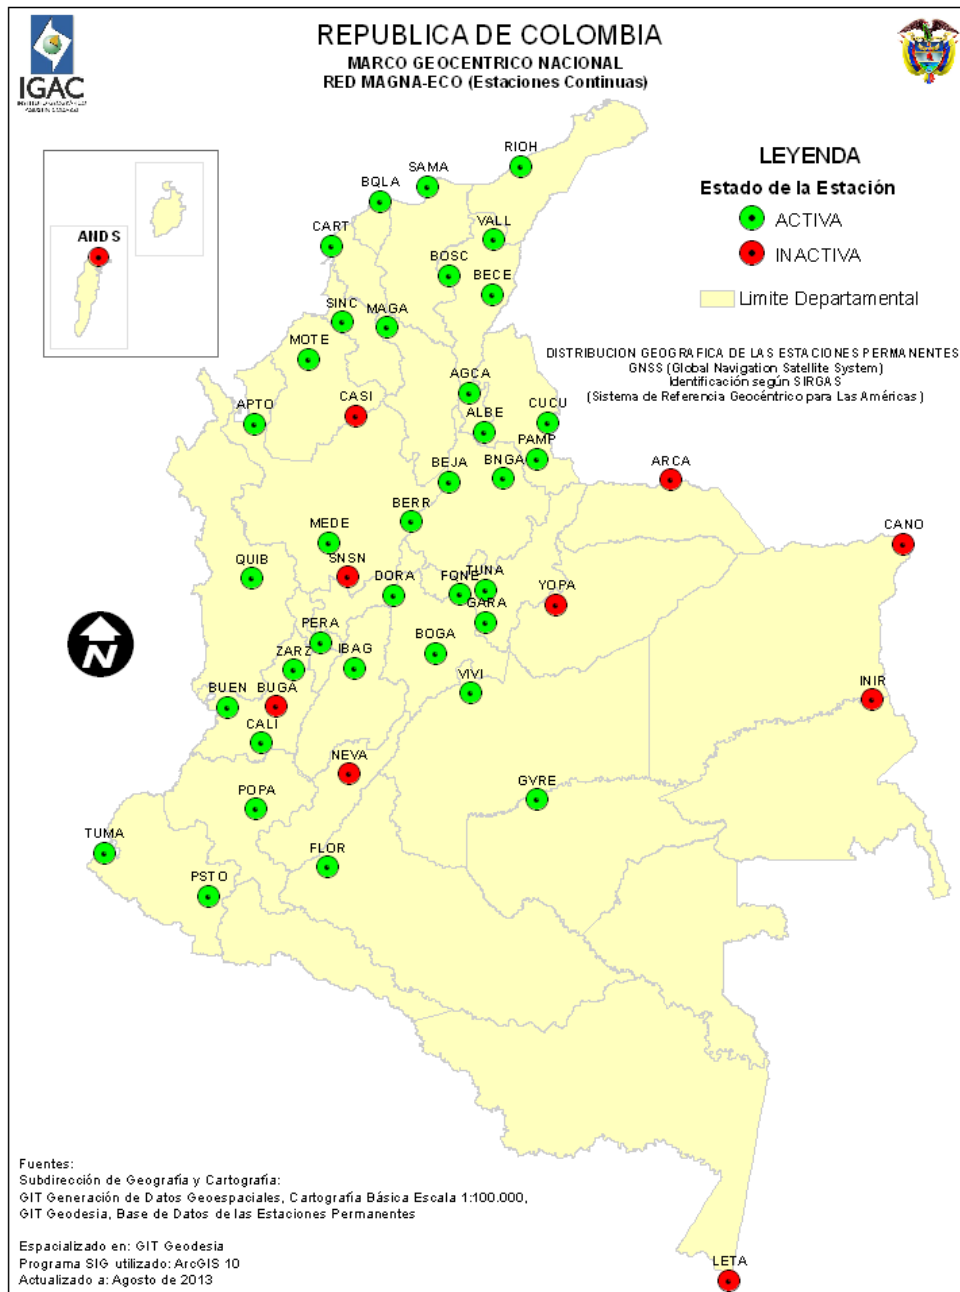 REPUBLICA DE COLOMBIA
MARCO GEOCENTRICO NACIONAL
RED MAGNA-ECO (Estaciones Continuas)
IGAC
LEYENDA
Estado de la Estación
ACTIVA
INACTIVA
Limite Departamental
DISTRIBUCION GEOGRAFICA DE LAS ESTACIONES PERMANENTES
GNSS (Global Navigation Satellite System)
Identificación según SIRGAS
(Sistema de Referencia Geocéntrico para Las Américas)
RIOH
SAMA
BQLA
CART
VALL
ANDS
BOSC
BECE
SINC
MAGA
MOTE
AGCA
CASI
APTO
ALBE
CUCU
PAMP
BEJA
BNGA
ARCA
BERR
CANO
MEDE
QUIB
SNSN
DORA
FQNE
TUNA
YOPA
GARA
PERA
BOGA
ZARZ
IBAG
VIVI
INIR
BUEN
BUGA
CALI
NEVA
POPA
GVRE
TUMA
FLOR
PSTO
LETA
N
Fuentes:
Subdirección de Geografía y Cartografía:
GIT Generación de Datos Geoespaciales, Cartografía Básica Escala 1:100.000,
GIT Geodesia, Base de Datos de las Estaciones Permanentes
Espacializado en: GIT Geodesia
Programa SIG utilizado: ArcGIS 10
Actualizado a: Agosto de 2013